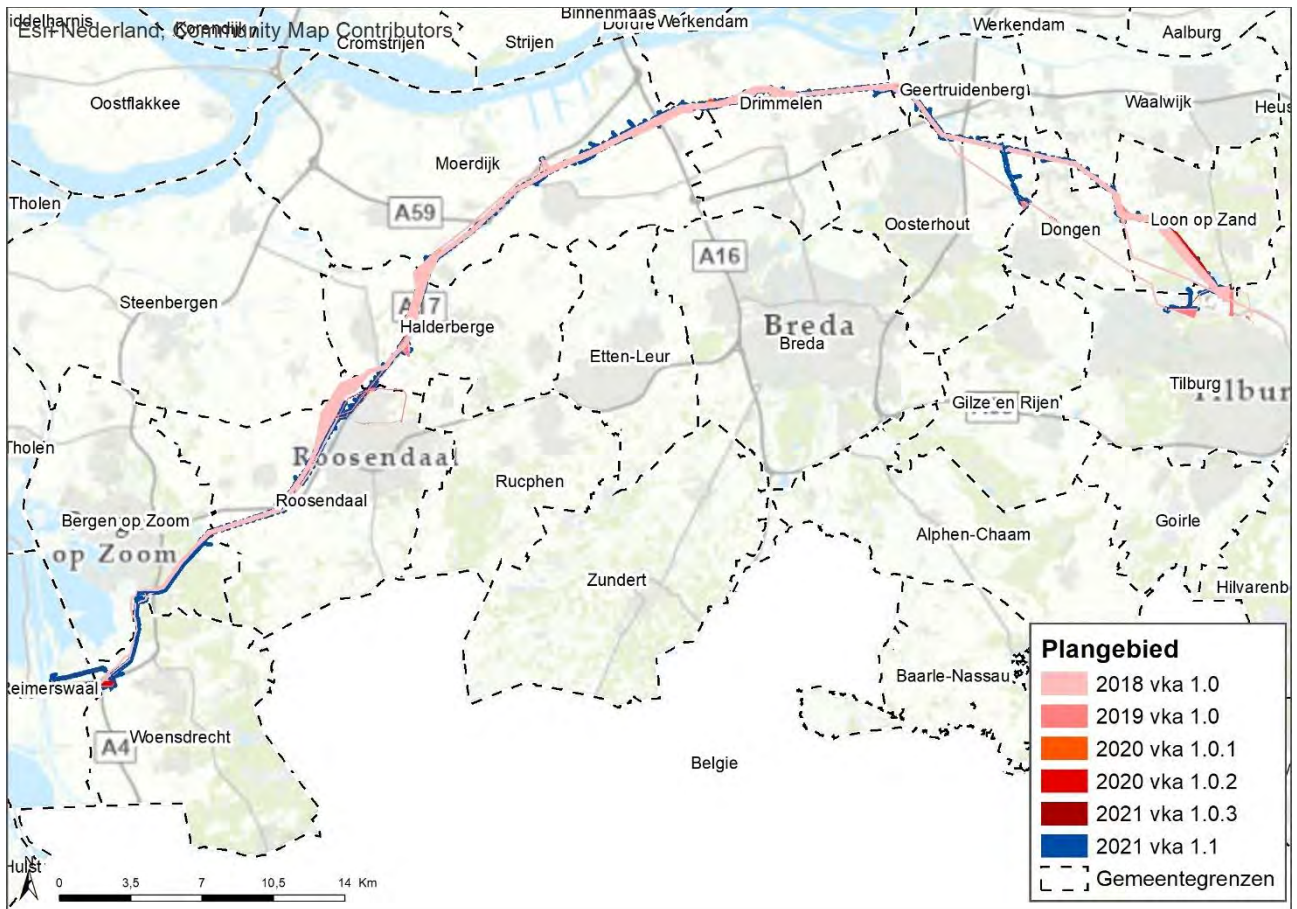 iddelharnis
Korendijk
Cromstrijen
Strijen
Binnenmaas
Werkendam
Werkendam
Aalburg
Esri Nederland, Community Map Contributors
Oostflakkee
Drimmelen
Geertruidenberg
Waalwijk
Heus
Moerdijk
Tholen
A59
Oosterhout
Dongen
Loon op Zand
A16
Steenbergen
A17
Halderberge
Breda
Breda
Etten-Leur
Tilburg
Tilbur
Gilze en Rijen
Tholen
Roosendaal
Rucphen
Roosendaal
Bergen op Zoom
op Zoom
Alphen-Chaam
Goirle
Zundert
Hilvarenb
Reimerswaal
Baarle-Nassau
A4
Woensdrecht
Belgie
Hulst
N
0 3,5 7 10,5 14 Km
Plangebied
2018 vka 1.0
2019 vka 1.0
2020 vka 1.0.1
2020 vka 1.0.2
2021 vka 1.0.3
2021 vka 1.1
Gemeentegrenzen